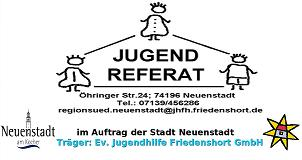 JUGEND
REFERAT
Öhringer Str.24; 74196 Neuenstadt
Tel.: 07139/456286
regionsued.neuenstadt@jhfh.friedenshort.de
Neuenstadt
am Kocher
im Auftrag der Stadt Neuenstadt
Träger: Ev. Jugendhilfe Friedenshort GmbH